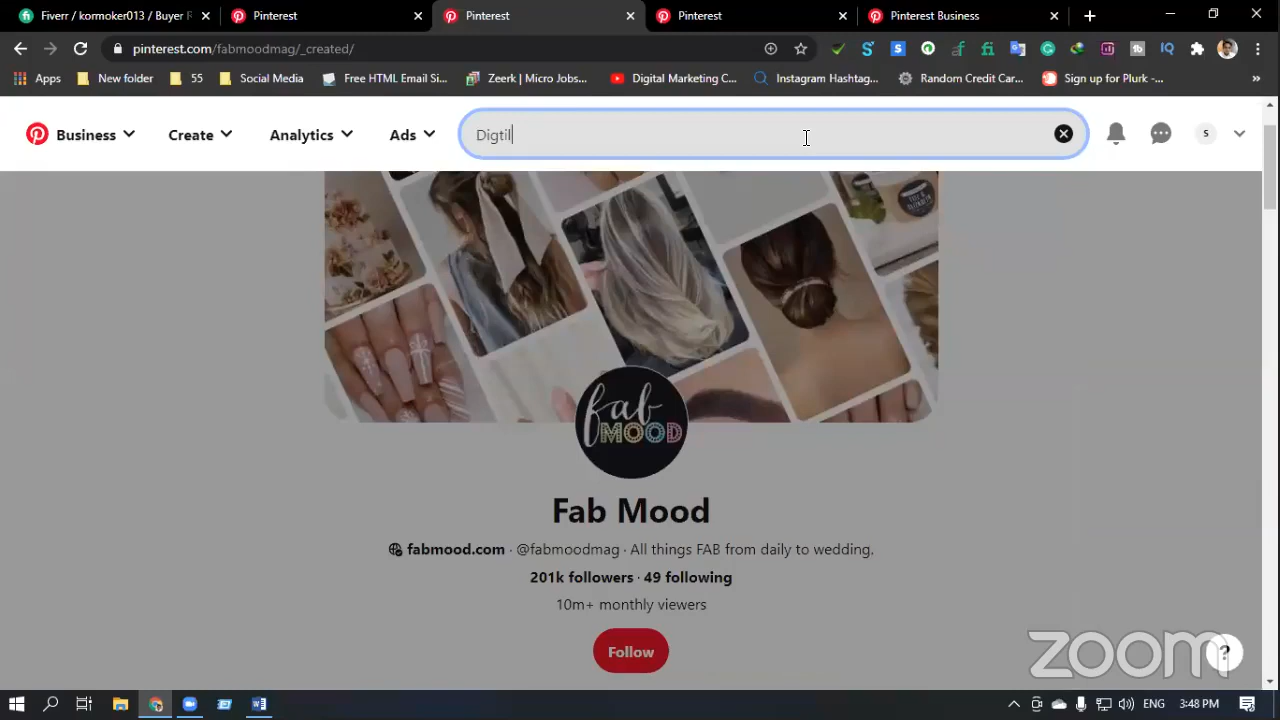 Fiverr / kormoker013 / Buyer R
Pinterest
Pinterest
Pinterest
Pinterest Business
pinterest.com/fabmoodmag/_created/
Apps
New folder
55
Social Media
Free HTML Email Si...
Zeerk | Micro Jobs...
Digital Marketing C...
Instagram Hashtag...
Random Credit Car...
Sign up for Plurk -...
»
Business
Create
Analytics
Ads
Digtil
s
fab
MOOD
Fab Mood
fabmood.com · @fabmoodmag · All things FAB from daily to wedding.
201k followers · 49 following
10m+ monthly viewers
Follow
zoom
?
ENG
3:48 PM